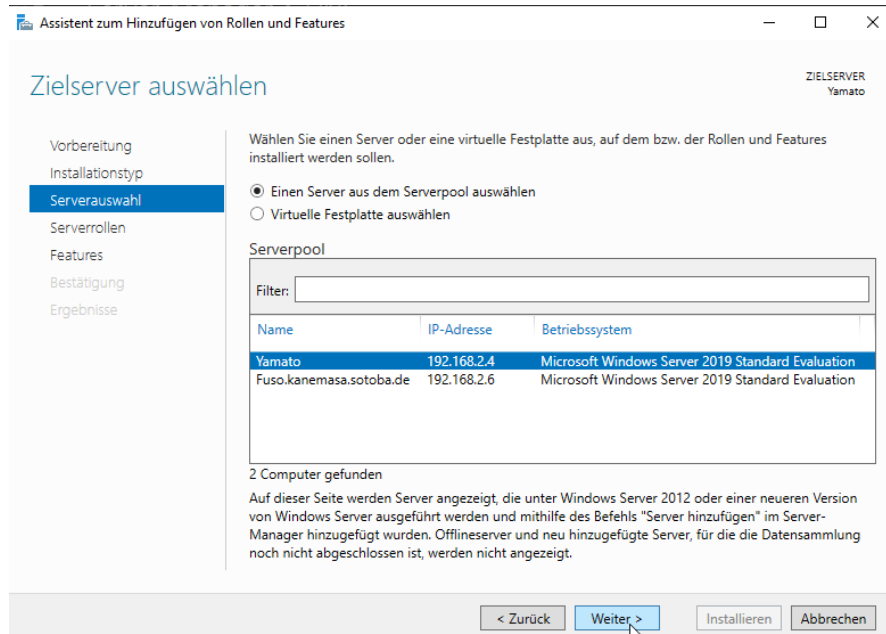 Assistent zum Hinzufügen von Rollen und Features
Zielserver auswählen
ZIELSERVER
Yamato
Vorbereitung
Installationstyp
Serverauswahl
Serverrollen
Features
Bestätigung
Ergebnisse
Wählen Sie einen Server oder eine virtuelle Festplatte aus, auf dem bzw. der Rollen und Features
installiert werden sollen.
Einen Server aus dem Serverpool auswählen
Virtuelle Festplatte auswählen
Serverpool
Filter:
Name IP-Adresse Betriebssystem
Yamato 192.168.2.4 Microsoft Windows Server 2019 Standard Evaluation
Fuso.kanemasa.sotoba.de 192.168.2.6 Microsoft Windows Server 2019 Standard Evaluation
2 Computer gefunden
Auf dieser Seite werden Server angezeigt, die unter Windows Server 2012 oder einer neueren Version
von Windows Server ausgeführt werden und mithilfe des Befehls "Server hinzufügen" im Server-
Manager hinzugefügt wurden. Offlineserver und neu hinzugefügte Server, für die die Datensammlung
noch nicht abgeschlossen ist, werden nicht angezeigt.
< Zurück Weiter > Installieren Abbrechen